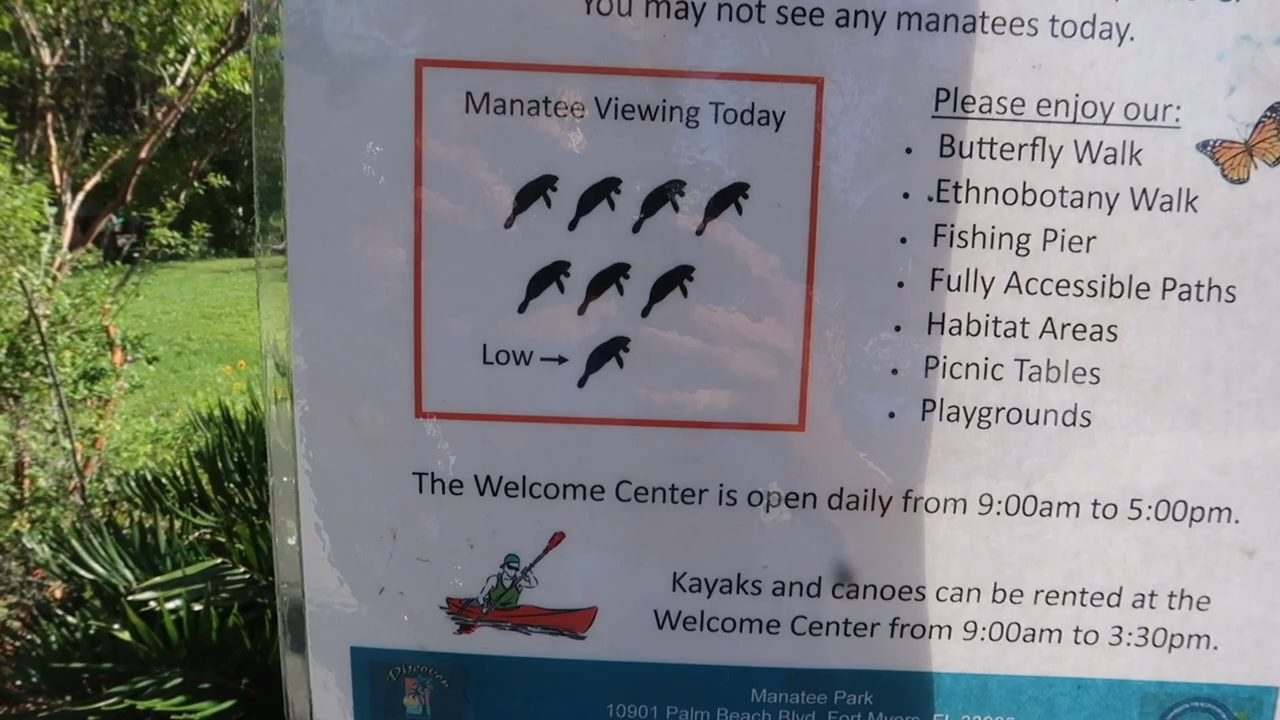 You may not see any manatees today.
Manatee Viewing Today
Low →
Please enjoy our:
• Butterfly Walk
• Ethnobotany Walk
• Fishing Pier
• Fully Accessible Paths
• Habitat Areas
• Picnic Tables
• Playgrounds
The Welcome Center is open daily from 9:00am to 5:00pm.
Kayaks and canoes can be rented at the
Welcome Center from 9:00am to 3:30pm.
Discover
Manatee Park
10901 Palm Beach Blvd, Fort Myers, FL